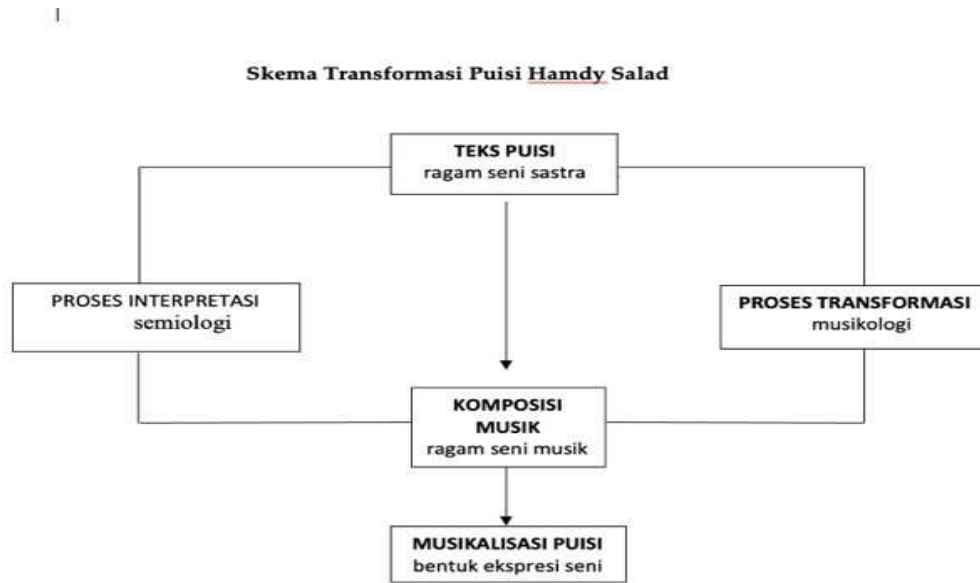 Skema Transformasi Puisi Hamdy Salad
TEKS PUISI
ragam seni sastra
PROSES INTERPRETASI
semiologi
PROSES TRANSFORMASI
musikologi
KOMPOSISI
MUSIK
ragam seni musik
MUSIKALISASI PUISI
bentuk ekspresi seni